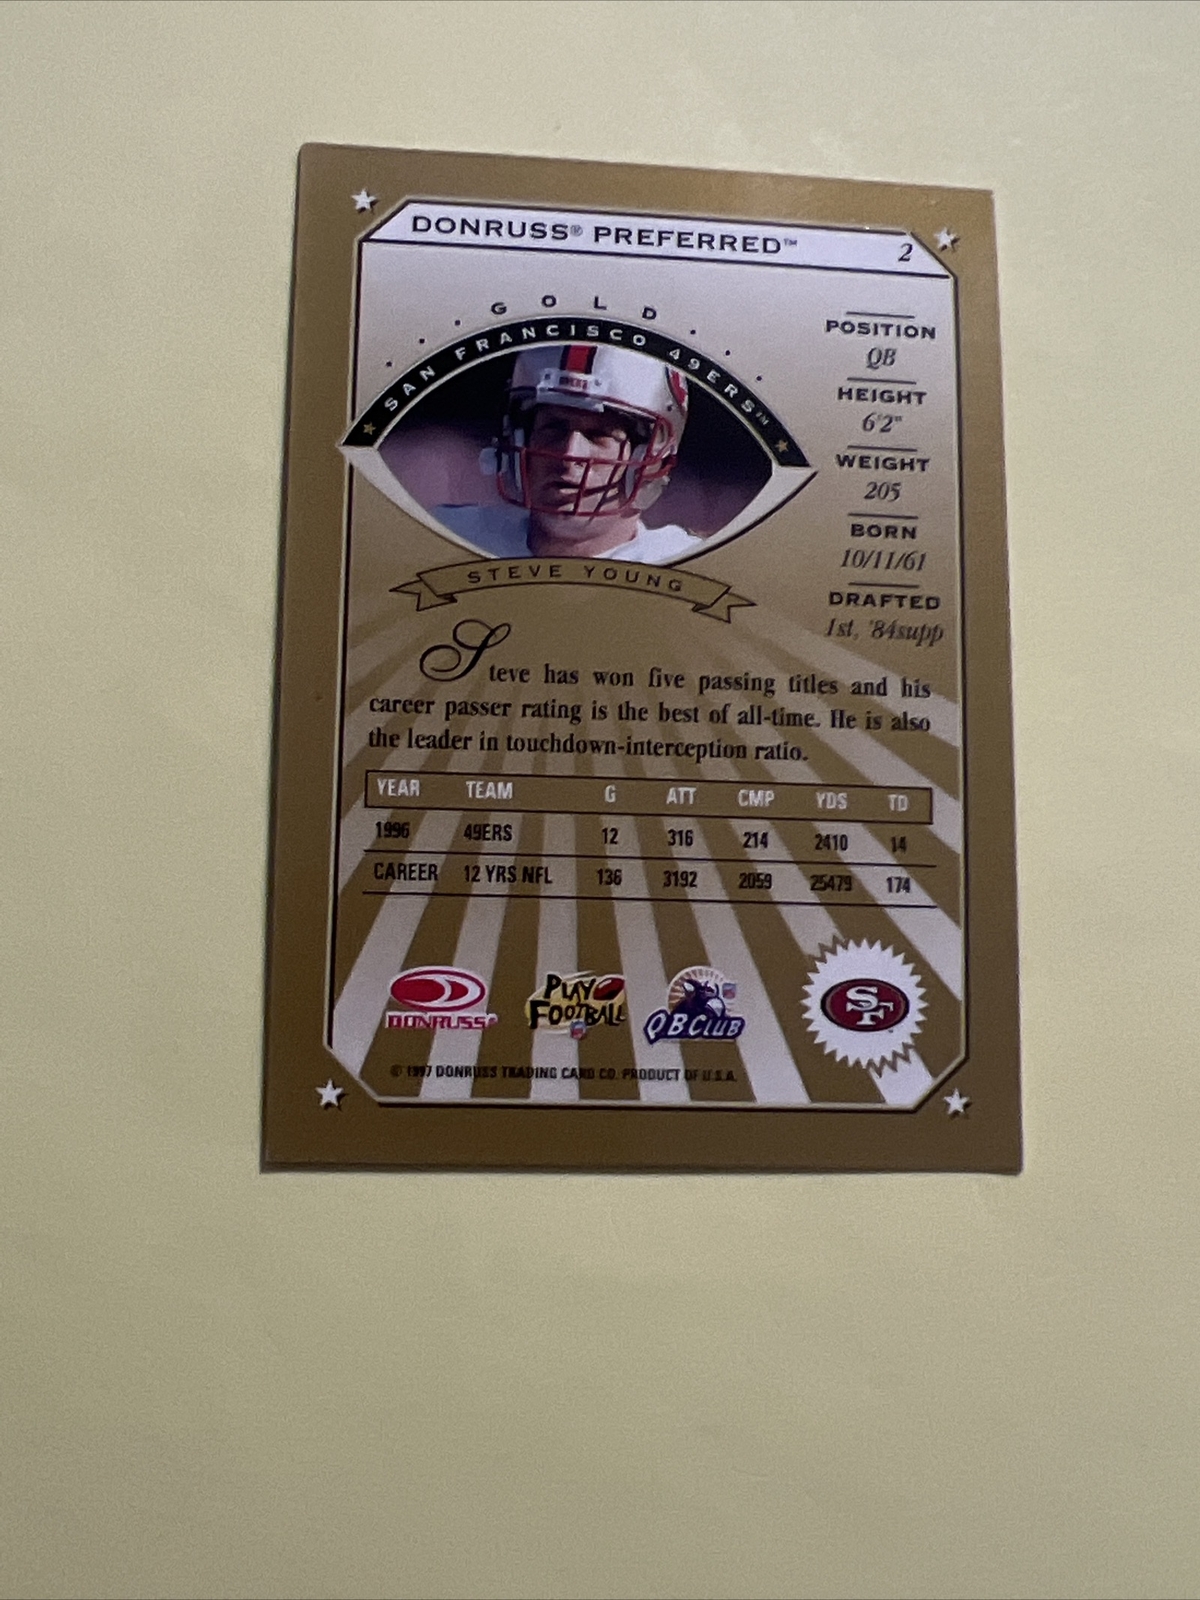 DONRUSS® PREFERRED™ 2
GOLD
SAN FRANCISCO 49ERS™
STEVE YOUNG
POSITION
QB
HEIGHT
6'2"
WEIGHT
205
BORN
10/11/61
DRAFTED
1st, '84supp
Steve has won five passing titles and his
career passer rating is the best of all-time. He is also
the leader in touchdown-interception ratio.
YEAR TEAM G ATT CMP YDS TD
1996 49ERS 12 316 214 2410 14
CAREER 12 YRS NFL 136 3192 2059 25479 174
DONRUSS®
PLAY
FOOTBALL
QB CLUB
SF
© 1997 DONRUSS TRADING CARD CO. PRODUCT OF U.S.A.